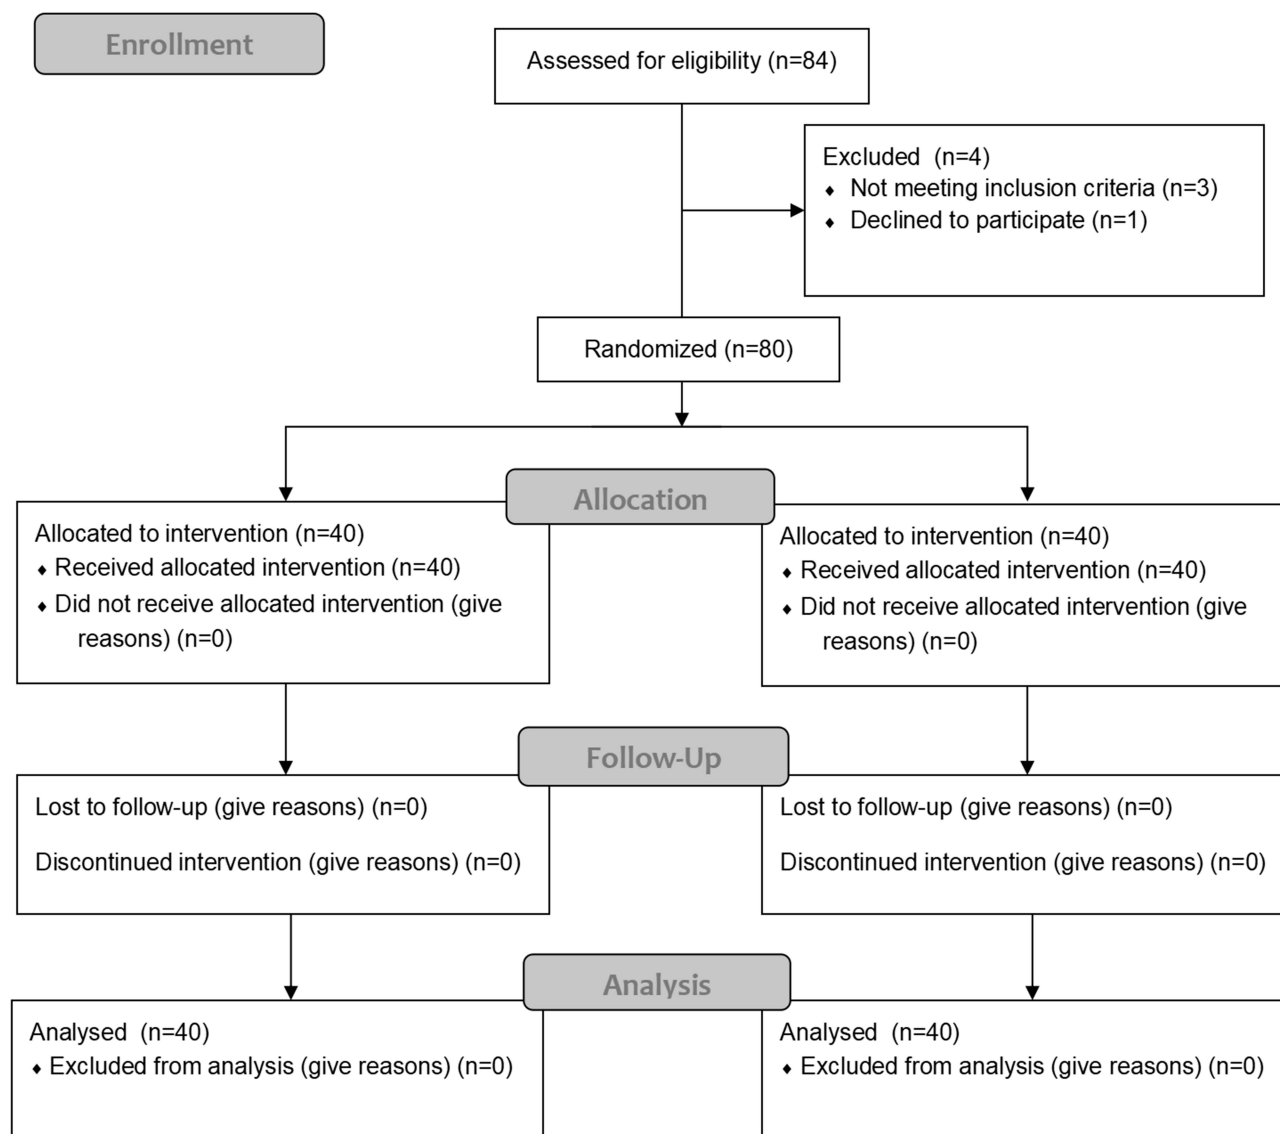 Enrollment
Assessed for eligibility (n=84)
Excluded (n=4)
♦ Not meeting inclusion criteria (n=3)
♦ Declined to participate (n=1)
Randomized (n=80)
Allocation
Allocated to intervention (n=40)
♦ Received allocated intervention (n=40)
♦ Did not receive allocated intervention (give
reasons) (n=0)
Allocated to intervention (n=40)
♦ Received allocated intervention (n=40)
♦ Did not receive allocated intervention (give
reasons) (n=0)
Follow-Up
Lost to follow-up (give reasons) (n=0)
Discontinued intervention (give reasons) (n=0)
Lost to follow-up (give reasons) (n=0)
Discontinued intervention (give reasons) (n=0)
Analysis
Analysed (n=40)
♦ Excluded from analysis (give reasons) (n=0)
Analysed (n=40)
♦ Excluded from analysis (give reasons) (n=0)